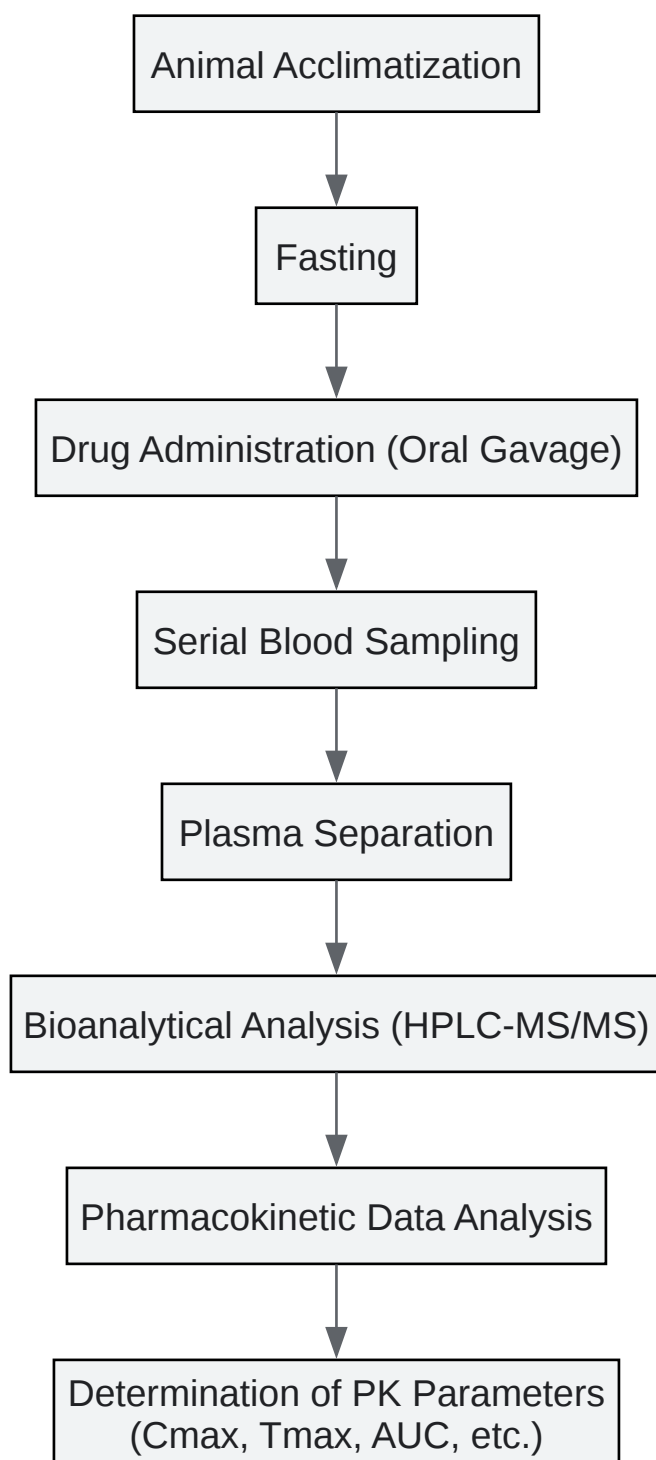 Animal Acclimatization
Fasting
Drug Administration (Oral Gavage)
Serial Blood Sampling
Plasma Separation
Bioanalytical Analysis (HPLC-MS/MS)
Pharmacokinetic Data Analysis
Determination of PK Parameters
(Cmax, Tmax, AUC, etc.)